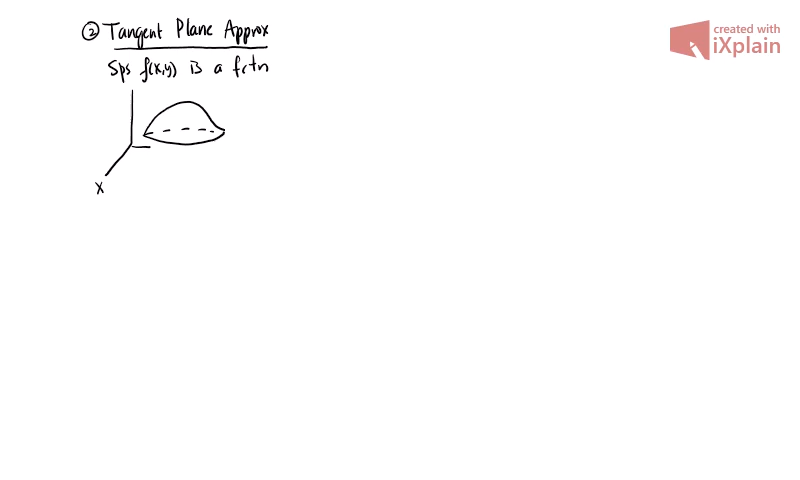 ② Tangent Plane Approx
Sps f(x,y) is a fctn
x
created with
iXplain